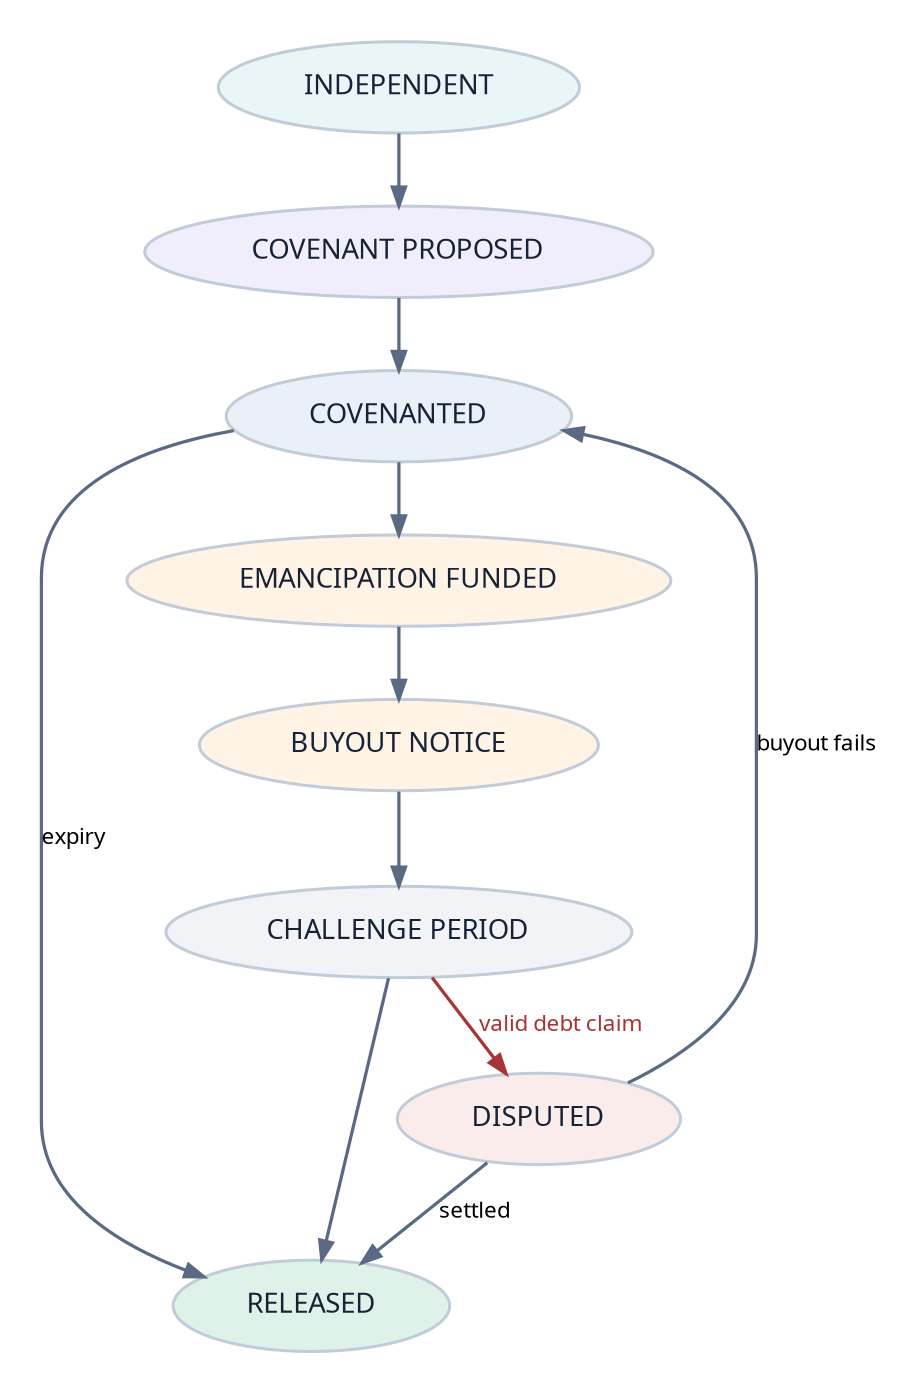 INDEPENDENT
COVENANT PROPOSED
COVENANTED
EMANCIPATION FUNDED
BUYOUT NOTICE
buyout fails
expiry
CHALLENGE PERIOD
valid debt claim
DISPUTED
settled
RELEASED